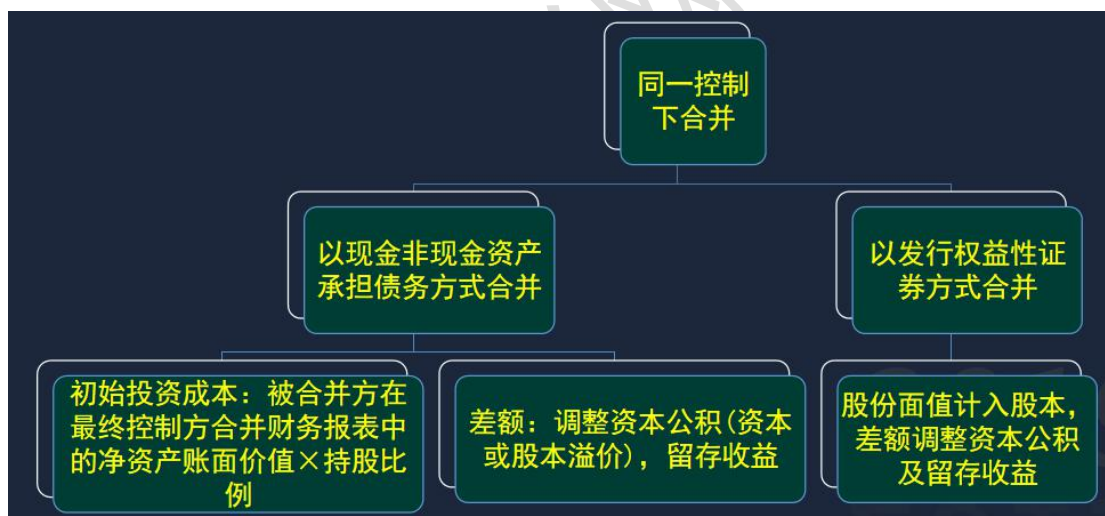 同一控制
下合并
以现金非现金资产
承担债务方式合并
以发行权益性证
券方式合并
初始投资成本：被合并方在
最终控制方合并财务报表中
的净资产账面价值×持股比
例
差额：调整资本公积(资本
或股本溢价)，留存收益
股份面值计入股本，
差额调整资本公积
及留存收益